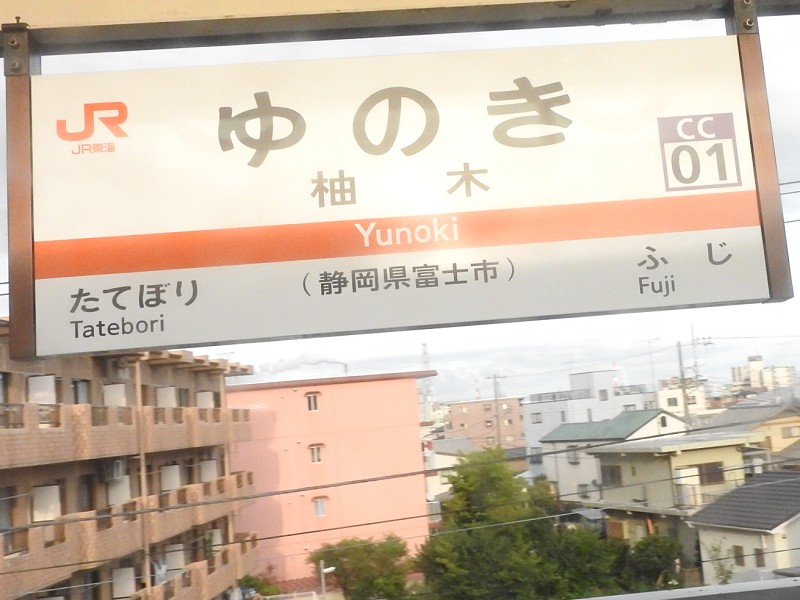 JR
JR東海
ゆのき
柚木
CC
01
Yunoki
たてぼり
Tatebori
(静岡県富士市)
ふじ
Fuji